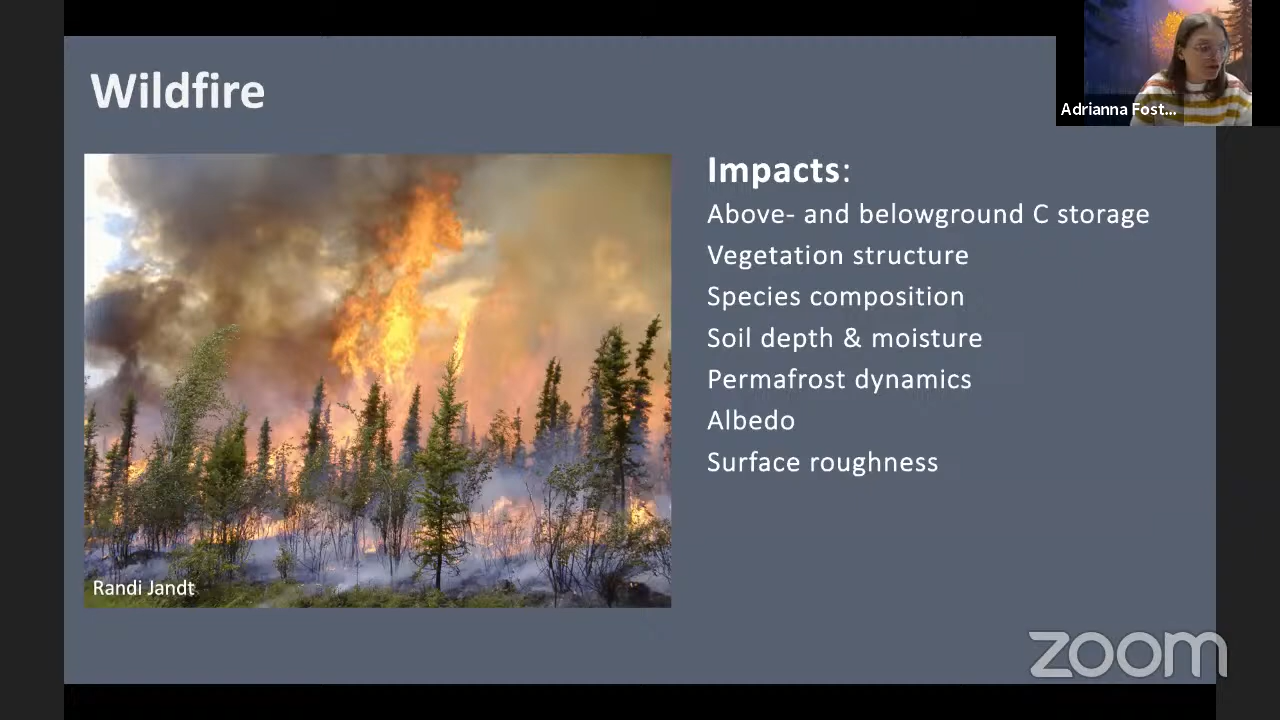 Wildfire
Adrianna Fost...
Impacts:
Above- and belowground C storage
Vegetation structure
Species composition
Soil depth & moisture
Permafrost dynamics
Albedo
Surface roughness
Randi Jandt
zoom